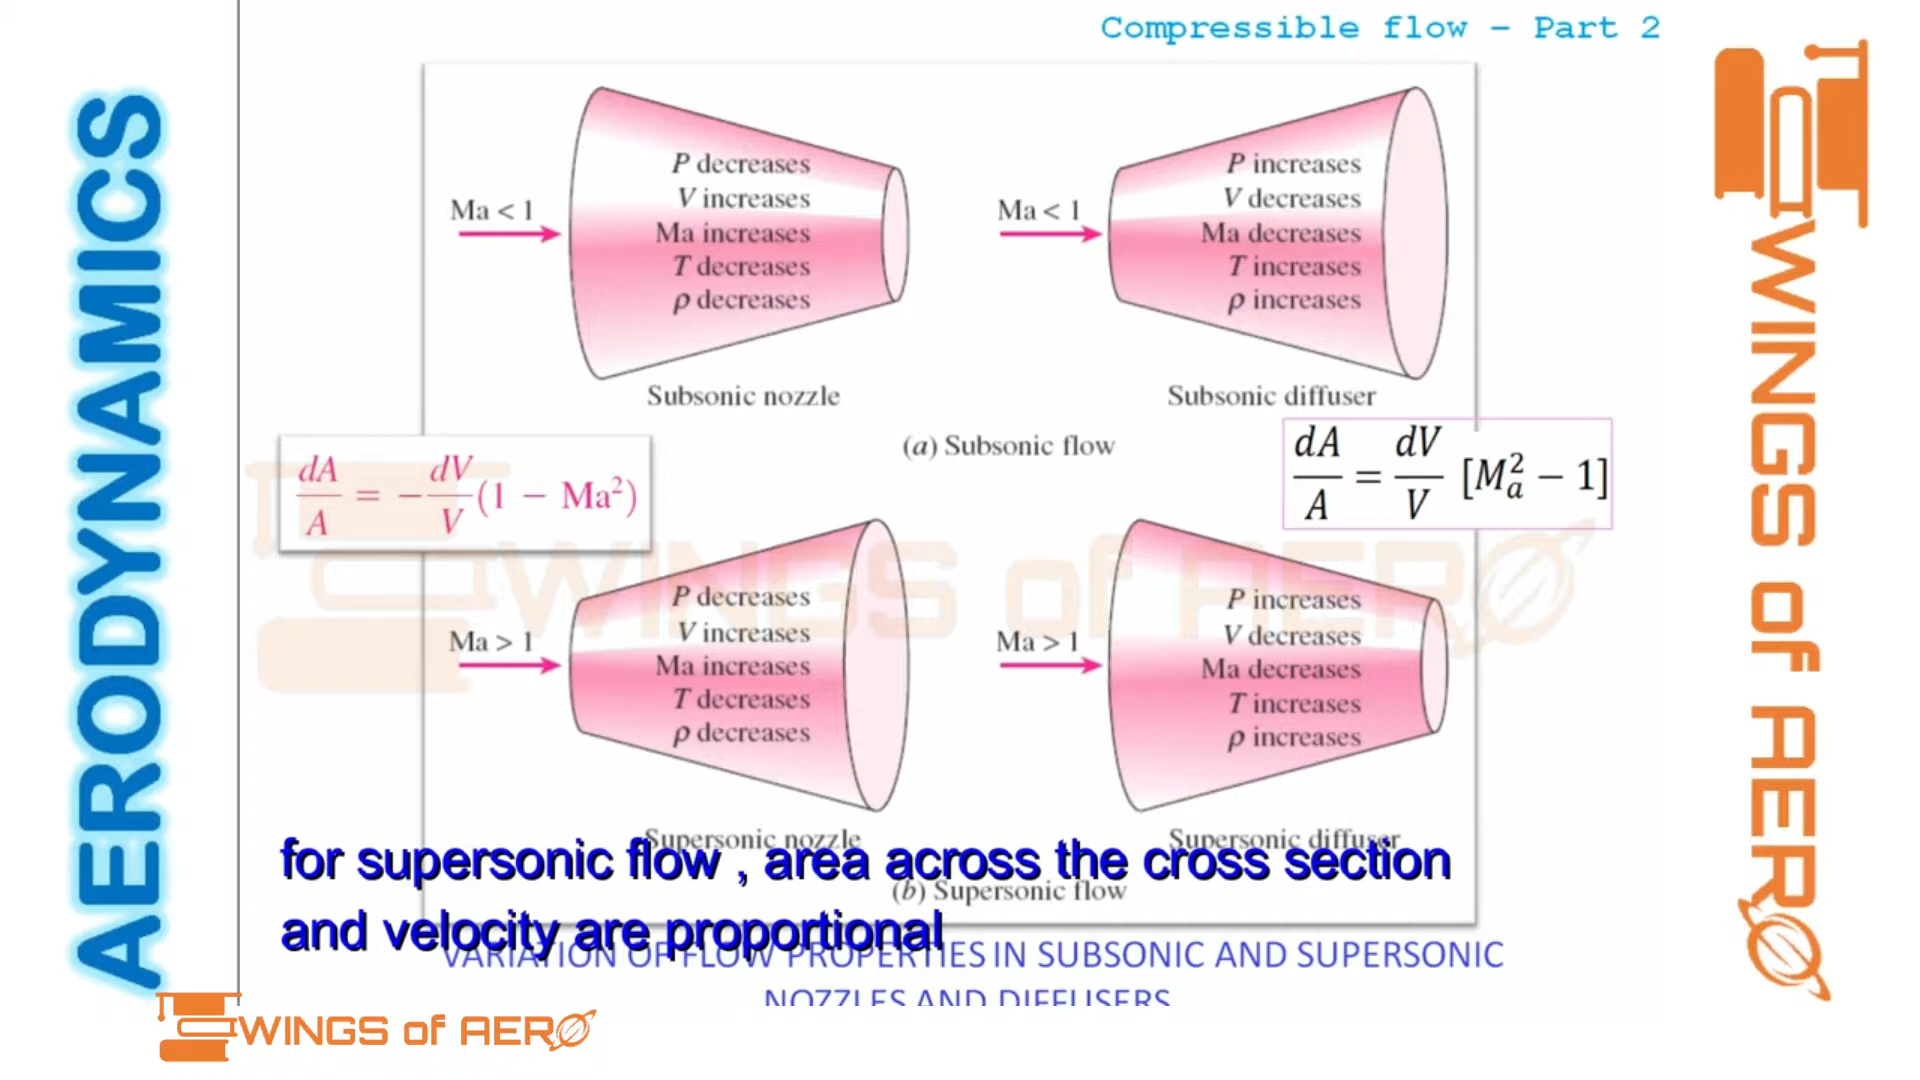 Compressible flow – Part 2
AERODYNAMICS
P decreases
V increases
Ma < 1
Ma increases
T decreases
ρ decreases
Subsonic nozzle
P increases
V decreases
Ma < 1
Ma decreases
T increases
ρ increases
Subsonic diffuser
(a) Subsonic flow
dA/A = −dV/V (1 − Ma²)
dA/A = dV/V [Mₐ² − 1]
WINGS of AERO
P decreases
V increases
Ma > 1
Ma increases
T decreases
ρ decreases
Supersonic nozzle
P increases
V decreases
Ma > 1
Ma decreases
T increases
ρ increases
Supersonic diffuser
(b) Supersonic flow
for supersonic flow , area across the cross section
and velocity are proportional
VARIATION OF FLOW PROPERTIES IN SUBSONIC AND SUPERSONIC
NOZZLES AND DIFFUSERS
WINGS of AERO
WINGS of AERO